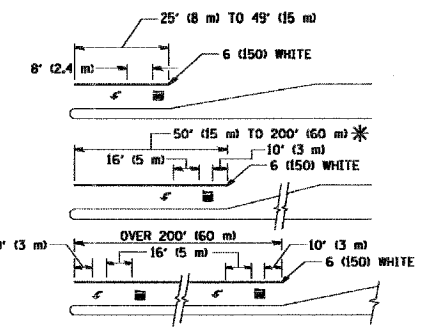 25' (8 m) TO 49' (15 m)
6 (150) WHITE
8' (2.4 m)
50' (15 m) TO 200' (60 m)
16' (5 m)
10' (3 m)
6 (150) WHITE
OVER 200' (60 m)
' (3 m)
16' (5 m)
10' (3 m)
6 (150) WHITE